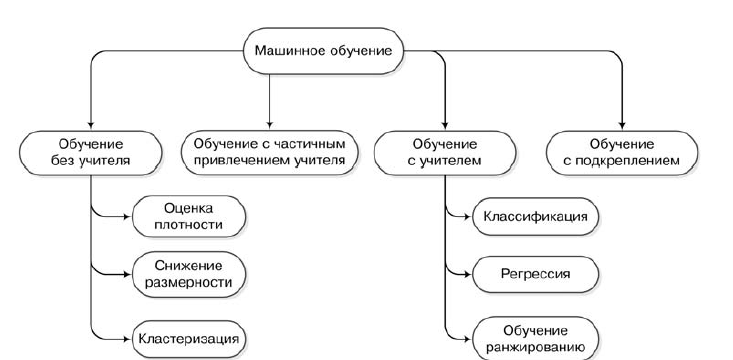 Машинное обучение
Обучение
без учителя
Обучение с частичным
привлечением учителя
Обучение
с учителем
Обучение
с подкреплением
Оценка
плотности
Снижение
размерности
Кластеризация
Классификация
Регрессия
Обучение
ранжированию